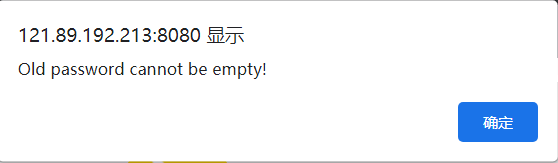 121.89.192.213:8080 显示
Old password cannot be empty!
确定